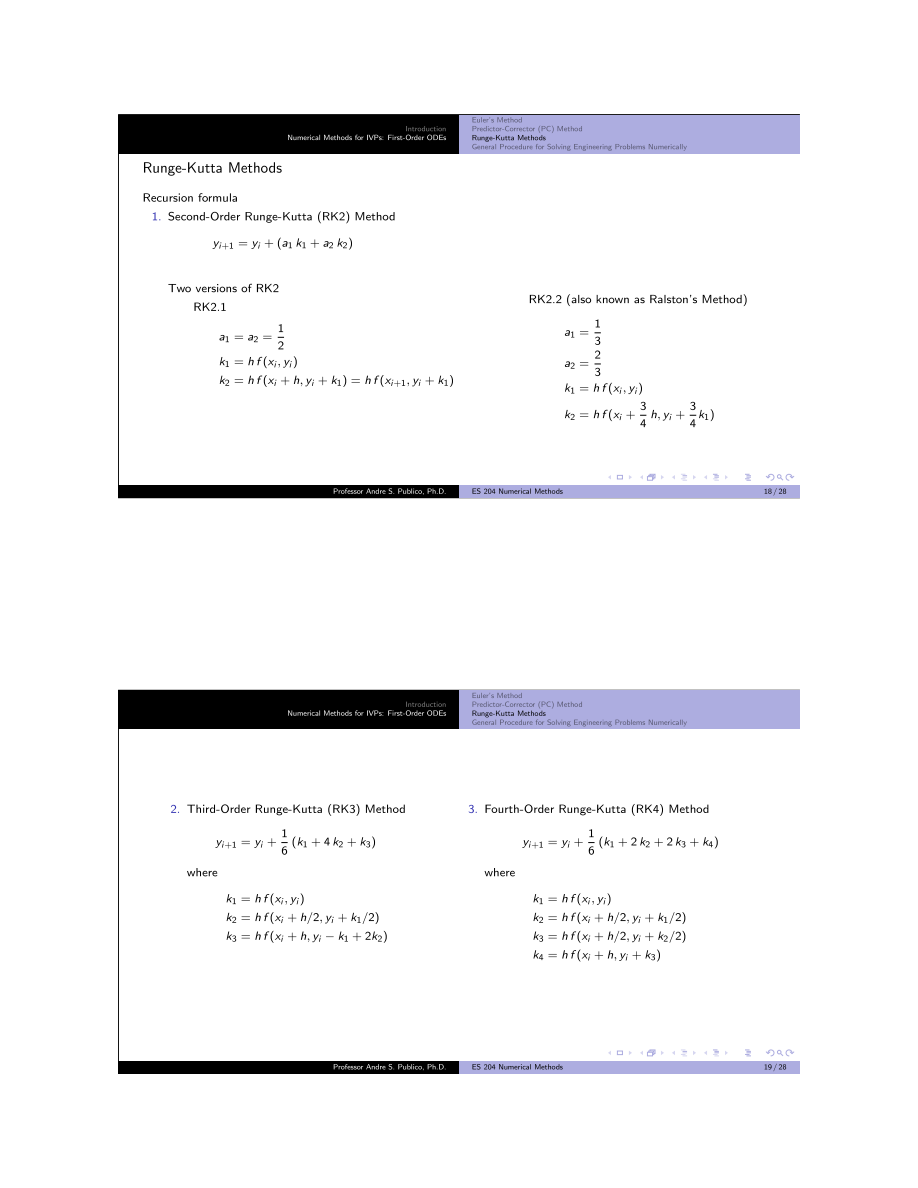 Introduction
Numerical Methods for IVPs: First-Order ODEs
Euler's Method
Predictor-Corrector (PC) Method
Runge-Kutta Methods
General Procedure for Solving Engineering Problems Numerically
Runge-Kutta Methods
Recursion formula
1. Second-Order Runge-Kutta (RK2) Method
y_{i+1} = y_i + (a_1 k_1 + a_2 k_2)
Two versions of RK2
RK2.1
a_1 = a_2 = 1/2
k_1 = h f(x_i, y_i)
k_2 = h f(x_i + h, y_i + k_1) = h f(x_{i+1}, y_i + k_1)
RK2.2 (also known as Ralston's Method)
a_1 = 1/3
a_2 = 2/3
k_1 = h f(x_i, y_i)
k_2 = h f(x_i + 3/4 h, y_i + 3/4 k_1)
Professor Andre S. Publico, Ph.D.
ES 204 Numerical Methods
18 / 28
Introduction
Numerical Methods for IVPs: First-Order ODEs
Euler's Method
Predictor-Corrector (PC) Method
Runge-Kutta Methods
General Procedure for Solving Engineering Problems Numerically
2. Third-Order Runge-Kutta (RK3) Method
y_{i+1} = y_i + 1/6 (k_1 + 4 k_2 + k_3)
where
k_1 = h f(x_i, y_i)
k_2 = h f(x_i + h/2, y_i + k_1/2)
k_3 = h f(x_i + h, y_i − k_1 + 2k_2)
3. Fourth-Order Runge-Kutta (RK4) Method
y_{i+1} = y_i + 1/6 (k_1 + 2 k_2 + 2 k_3 + k_4)
where
k_1 = h f(x_i, y_i)
k_2 = h f(x_i + h/2, y_i + k_1/2)
k_3 = h f(x_i + h/2, y_i + k_2/2)
k_4 = h f(x_i + h, y_i + k_3)
Professor Andre S. Publico, Ph.D.
ES 204 Numerical Methods
19 / 28